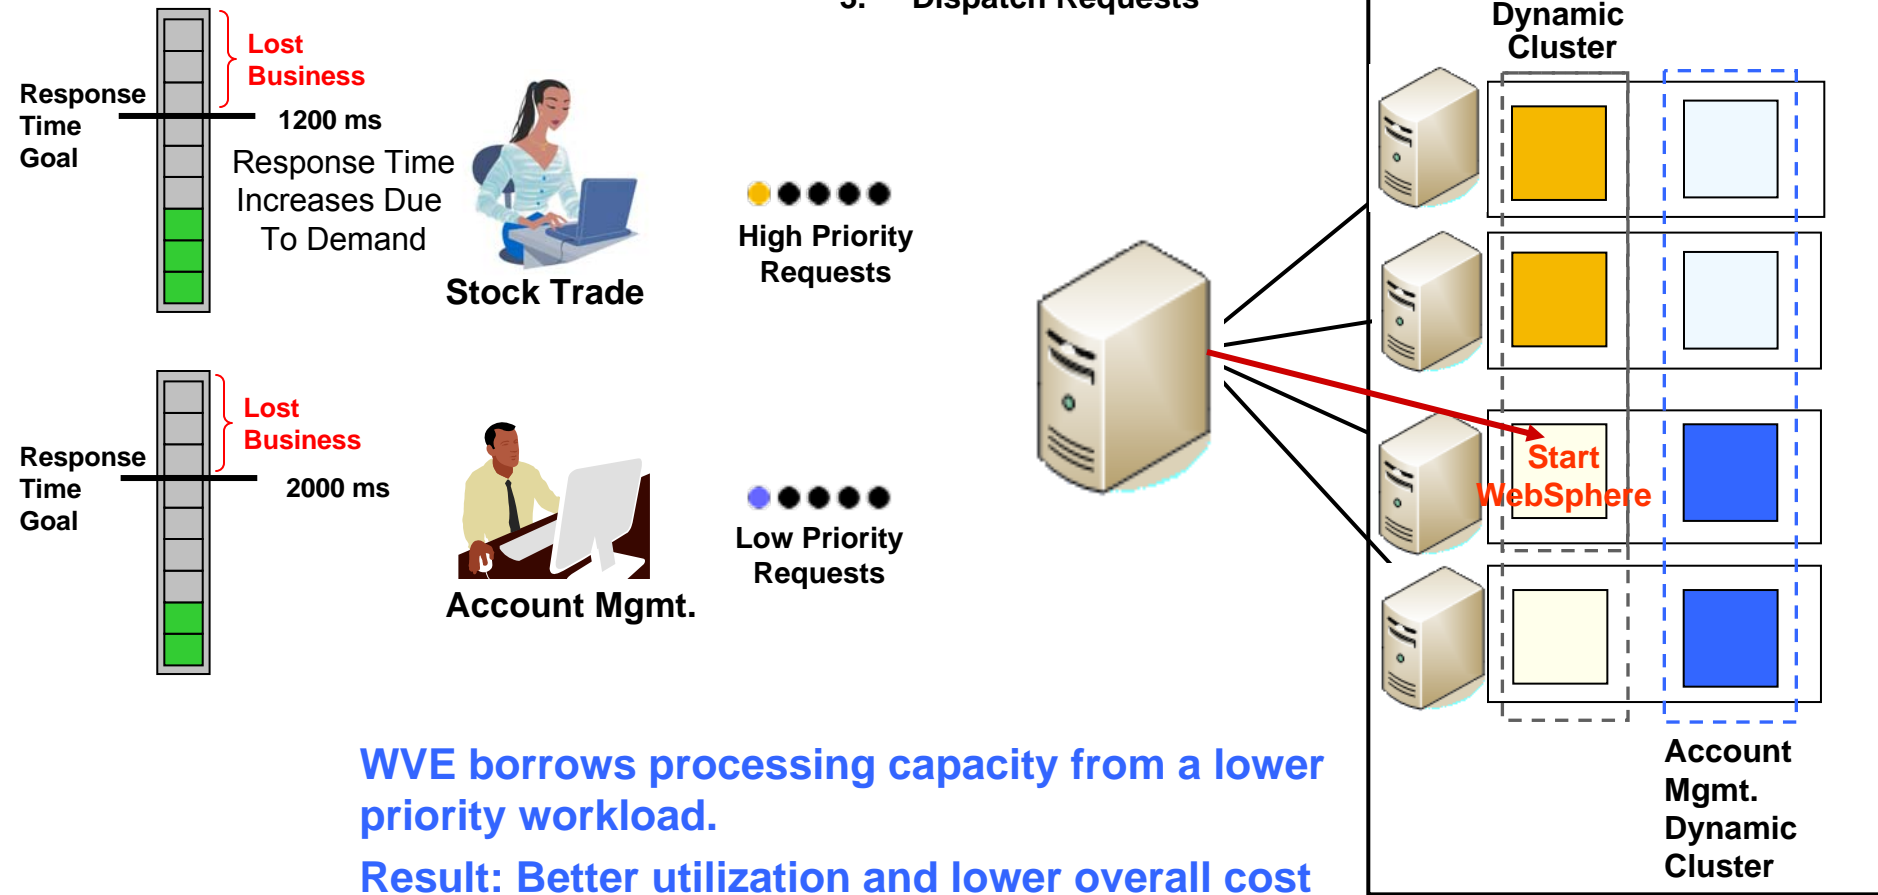 3. Dispatch Requests
Dynamic
Cluster
Lost
Business
Response
Time
Goal
1200 ms
Response Time
Increases Due
To Demand
Stock Trade
High Priority
Requests
Lost
Business
Response
Time
Goal
2000 ms
Account Mgmt.
Low Priority
Requests
Start
WebSphere
WVE borrows processing capacity from a lower
priority workload.
Result: Better utilization and lower overall cost
Account
Mgmt.
Dynamic
Cluster